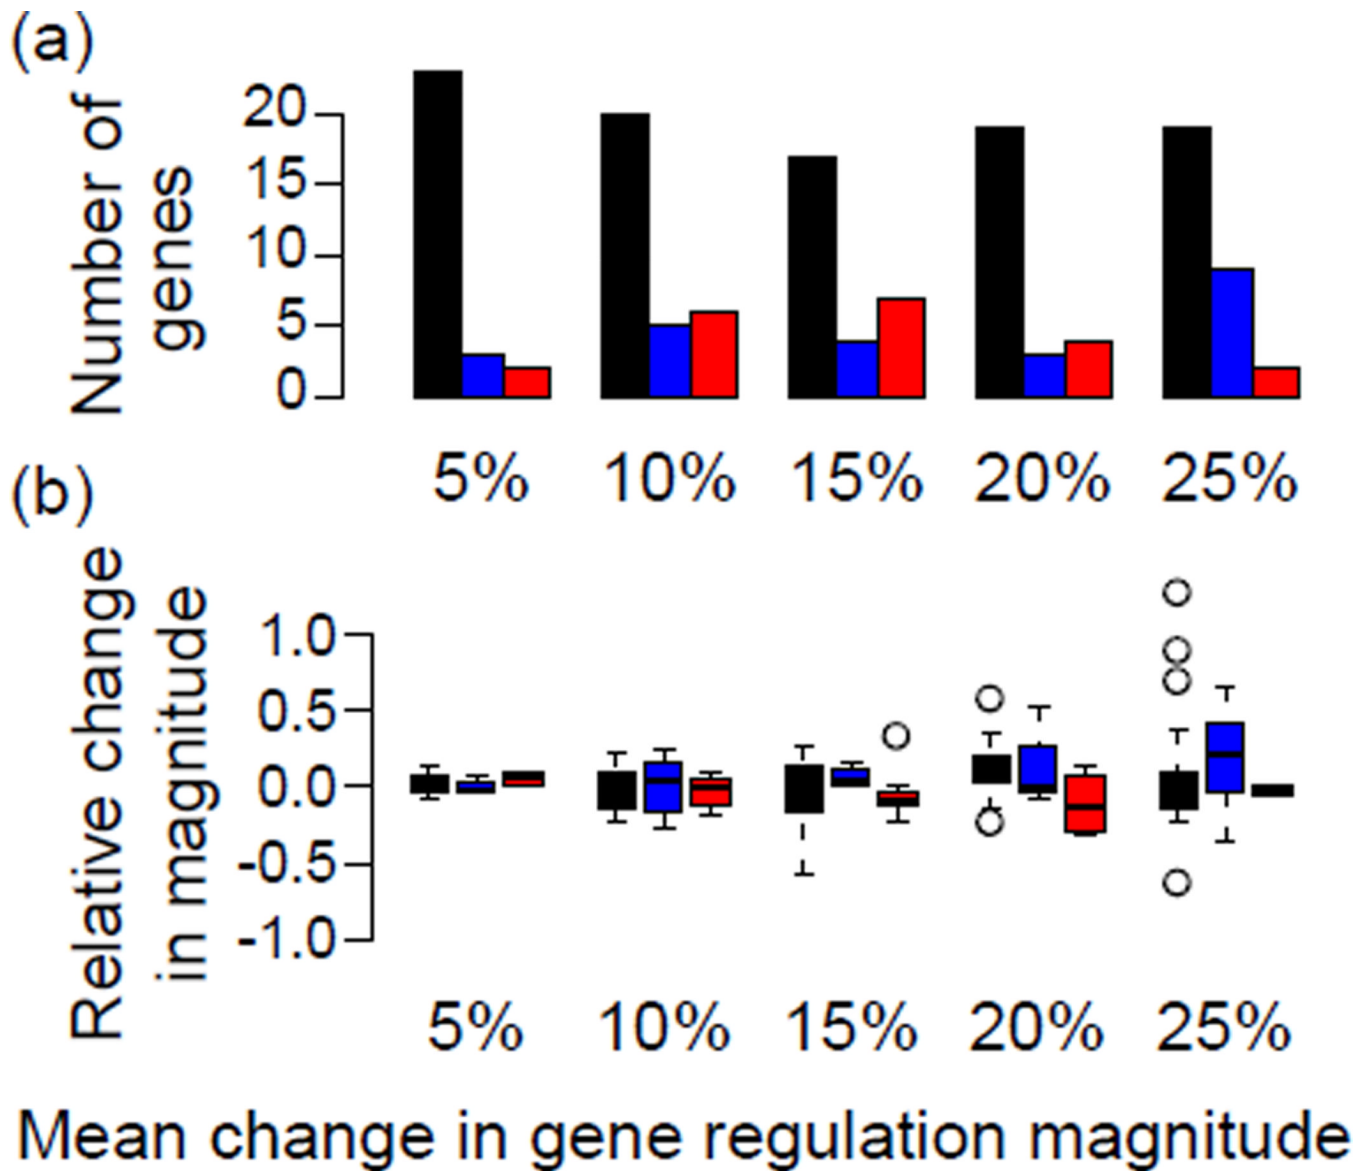 (a)
Number of
genes
20
15
10
5
0
5% 10% 15% 20% 25%
(b)
Relative change
in magnitude
1.0
0.5
0.0
-0.5
-1.0
5% 10% 15% 20% 25%
Mean change in gene regulation magnitude